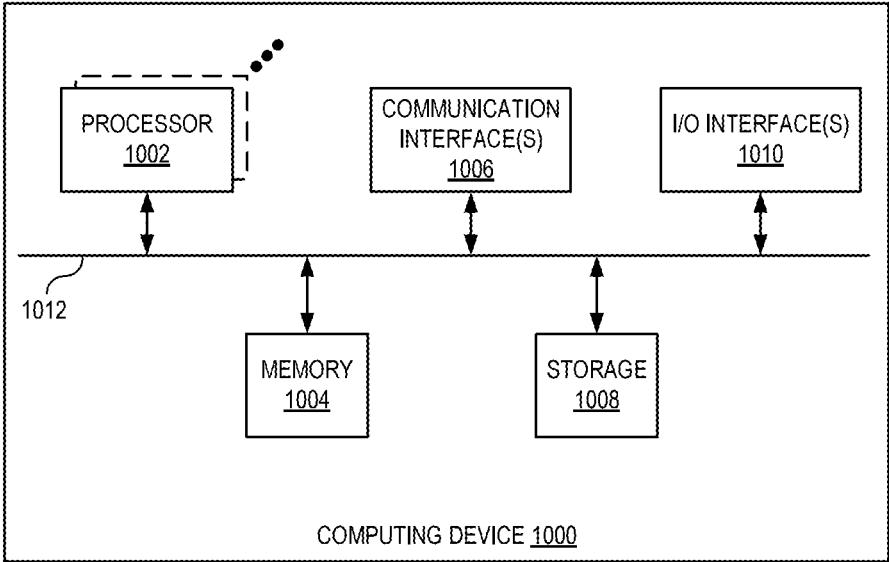 PROCESSOR
1002
COMMUNICATION
INTERFACE(S)
1006
I/O INTERFACE(S)
1010
1012
MEMORY
1004
STORAGE
1008
COMPUTING DEVICE 1000